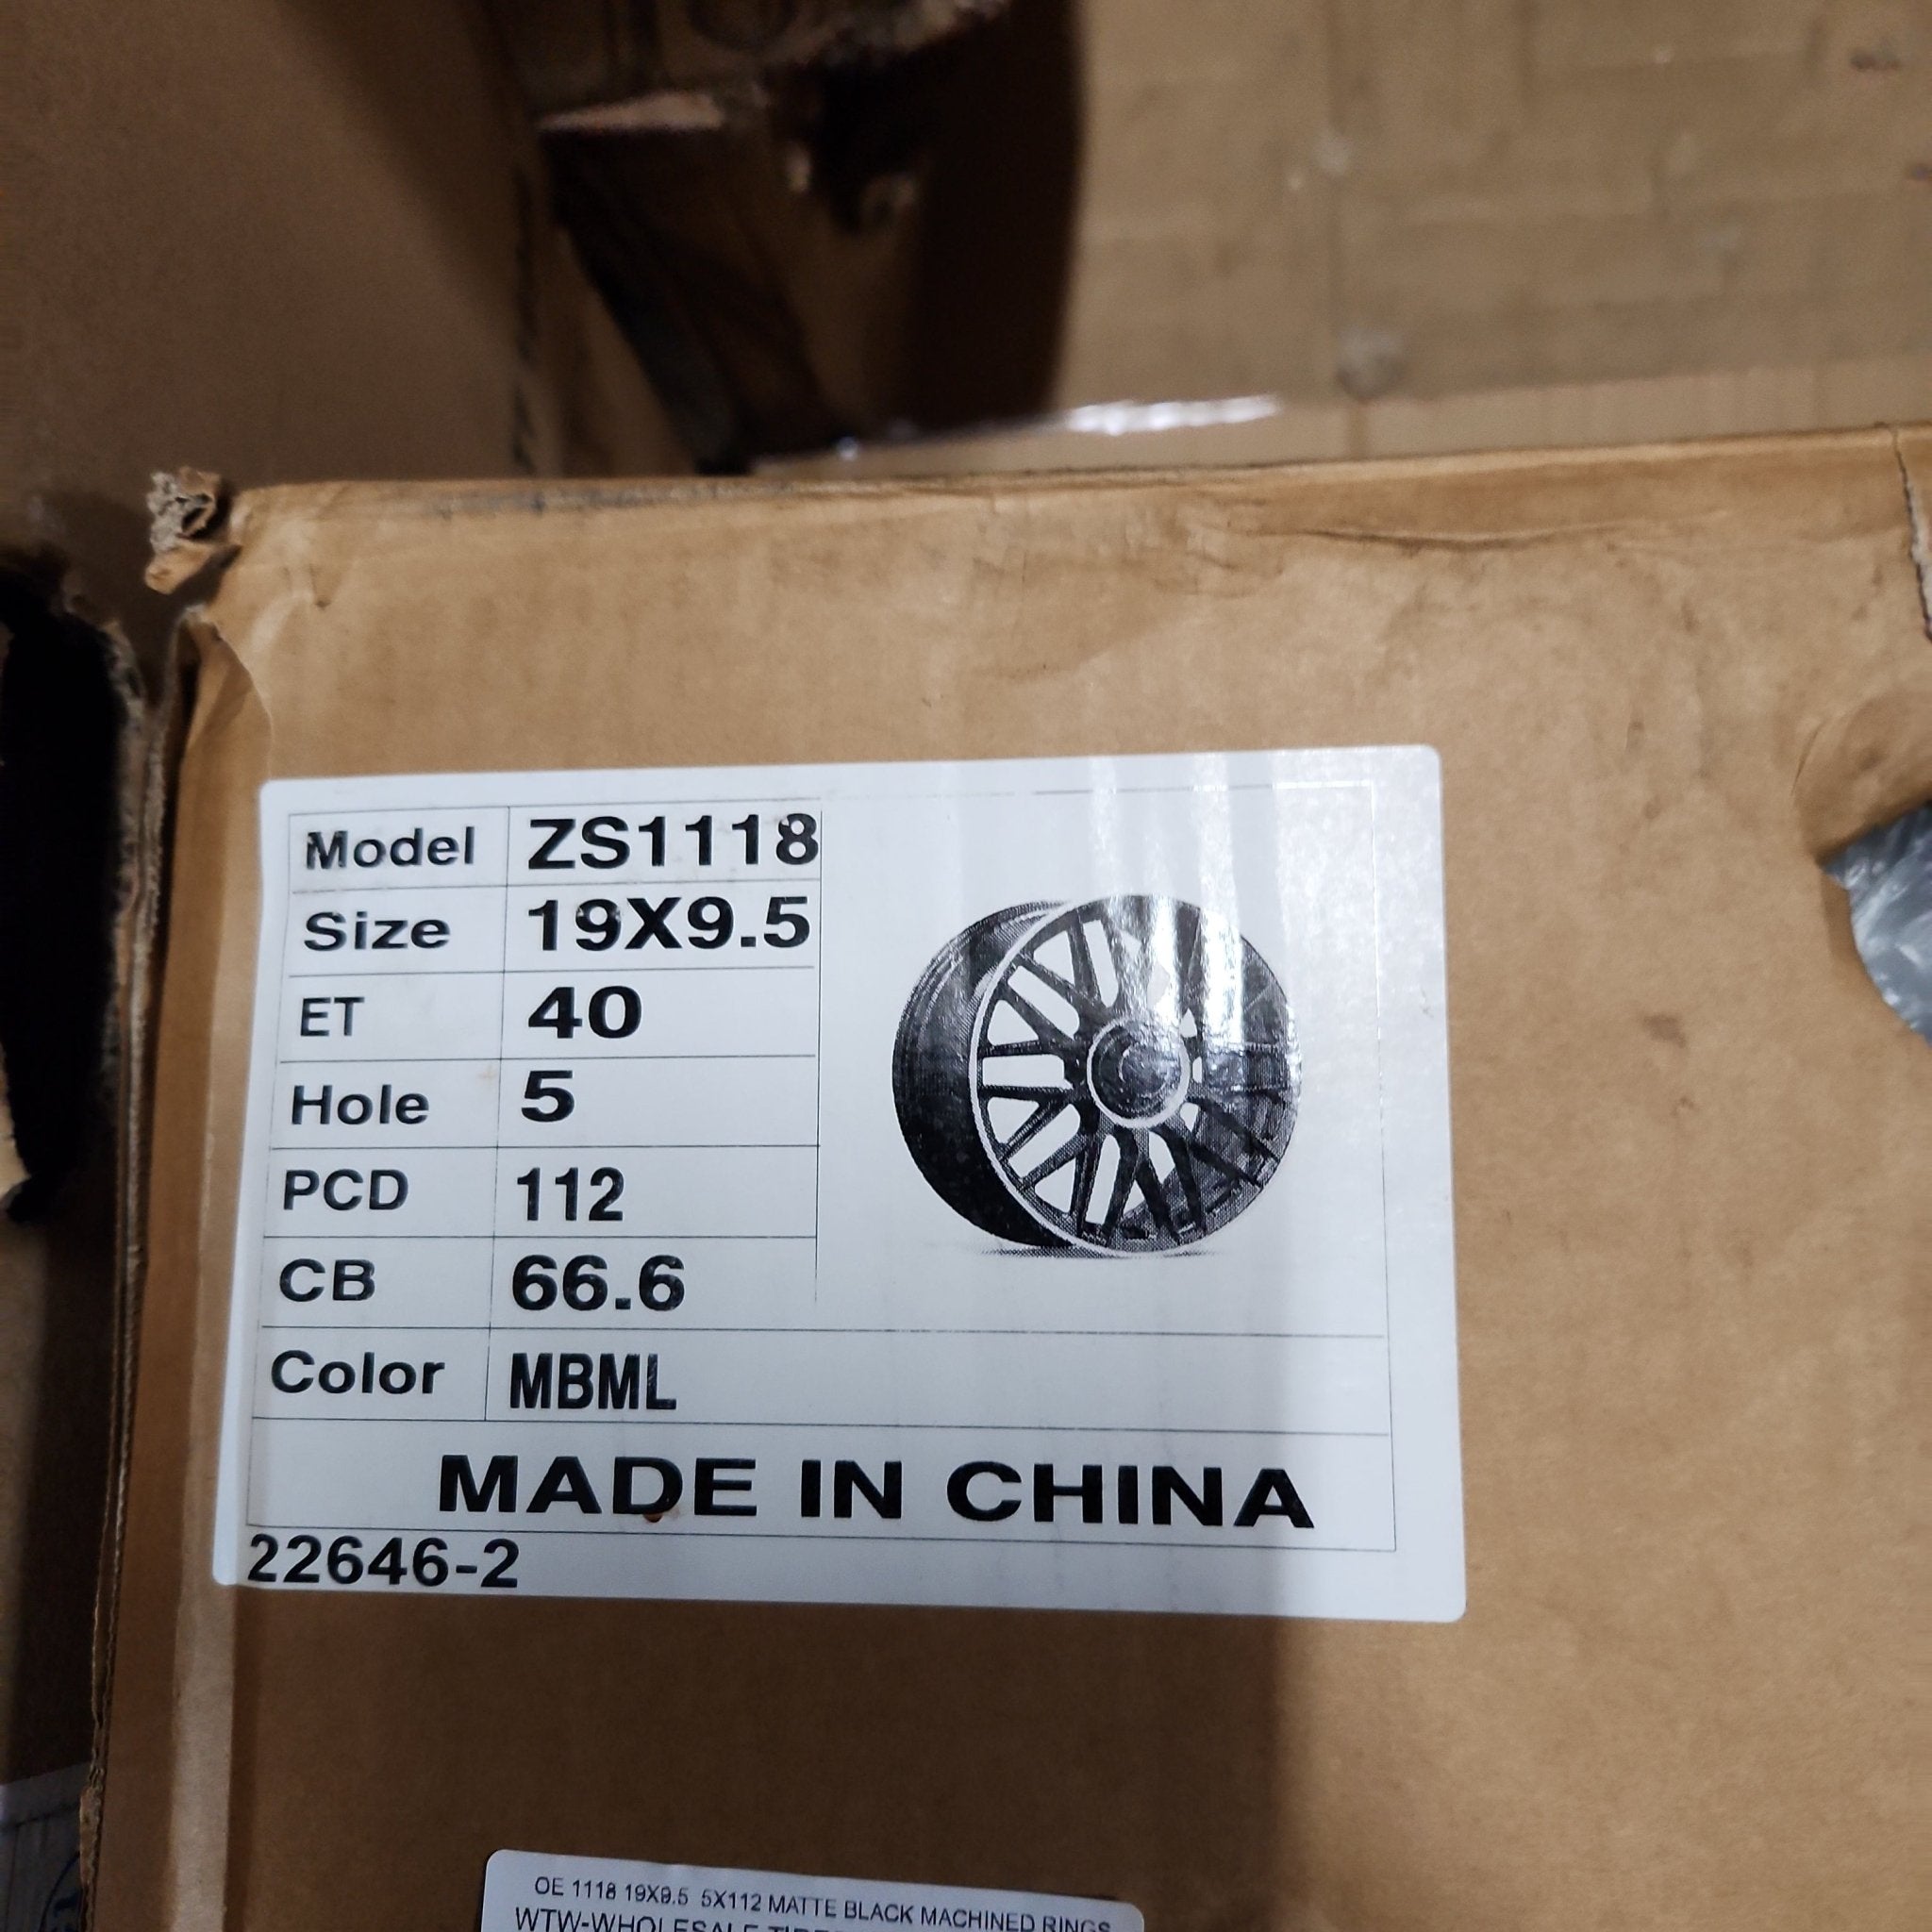 Model ZS1118
Size 19X9.5
ET 40
Hole 5
PCD 112
CB 66.6
Color MBML
MADE IN CHINA
22646-2
OE 1118 19X9.5 5X112 MATTE BLACK MACHINED RINGS